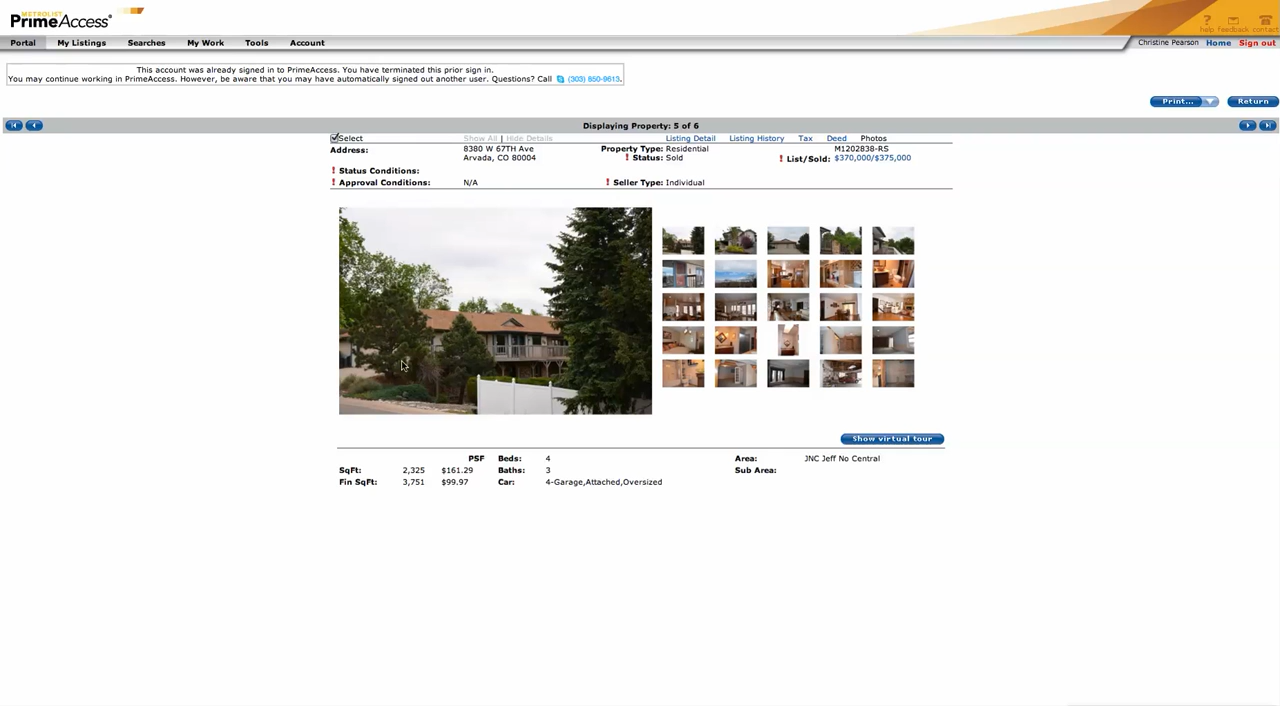 METROLIST
PrimeAccess®
help feedback contact
Portal My Listings Searches My Work Tools Account Christine Pearson Home Sign out
This account was already signed in to PrimeAccess. You have terminated this prior sign in.
You may continue working in PrimeAccess. However, be aware that you may have automatically signed out another user. Questions? Call (303) 850-9613.
Print... Return
Displaying Property: 5 of 6
Select Show All | Hide Details Listing Detail Listing History Tax Deed Photos
Address: 8380 W 67TH Ave Property Type: Residential M1202838-RS
Arvada, CO 80004 ! Status: Sold ! List/Sold: $370,000/$375,000
! Status Conditions:
! Approval Conditions: N/A ! Seller Type: Individual
Show virtual tour
PSF Beds: 4 Area: JNC Jeff No Central
SqFt: 2,325 $161.29 Baths: 3 Sub Area:
Fin SqFt: 3,751 $99.97 Car: 4-Garage,Attached,Oversized